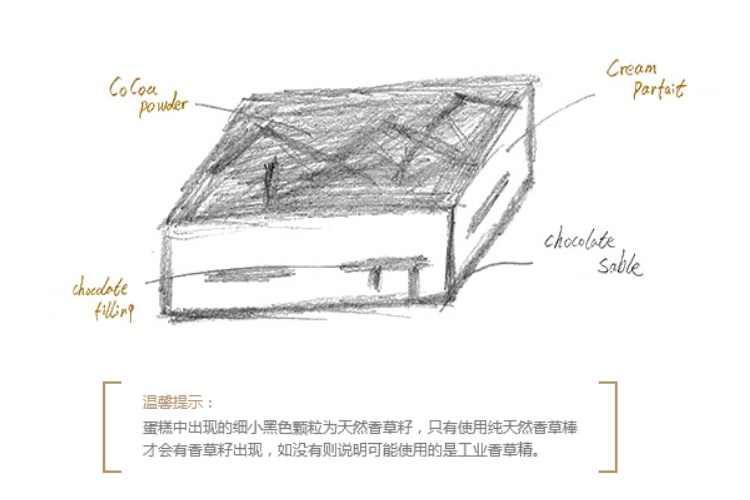 CoCoa
powder
Cream
Parfait
chocolate
Sable
chocolate
filling
温馨提示：
蛋糕中出现的细小黑色颗粒为天然香草籽，只有使用纯天然香草棒
才会有香草籽出现，如没有则说明可能使用的是工业香草精。